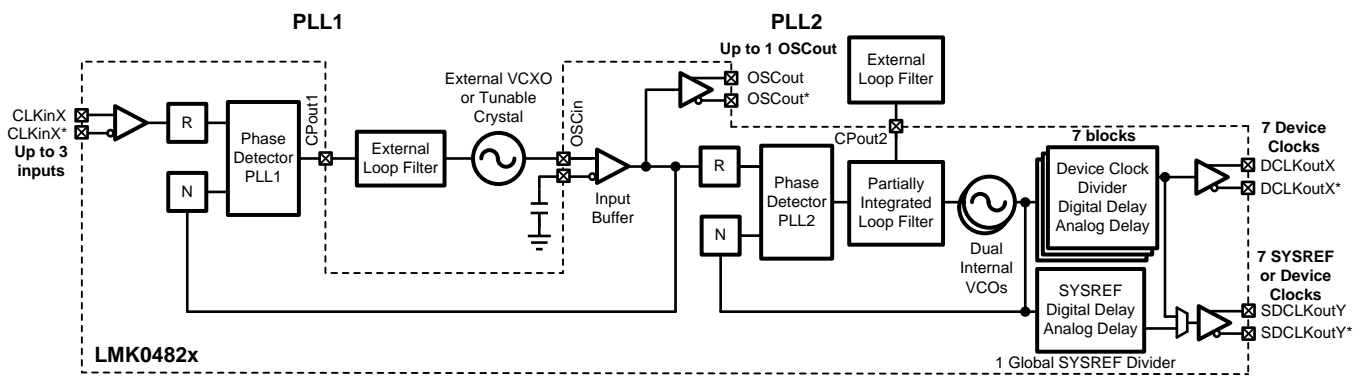 PLL1
PLL2
Up to 1 OSCout
External
Loop Filter
OSCout
OSCout*
External VCXO
or Tunable
Crystal
OSCin
CLKinX
CLKinX*
Up to 3
inputs
R
N
Phase
Detector
PLL1
CPout1
External
Loop Filter
Input
Buffer
R
N
Phase
Detector
PLL2
CPout2
Partially
Integrated
Loop Filter
Dual
Internal
VCOs
7 blocks
Device Clock
Divider
Digital Delay
Analog Delay
7 Device
Clocks
DCLKoutX
DCLKoutX*
7 SYSREF
or Device
Clocks
SYSREF
Digital Delay
Analog Delay
SDCLKoutY
SDCLKoutY*
1 Global SYSREF Divider
LMK0482x